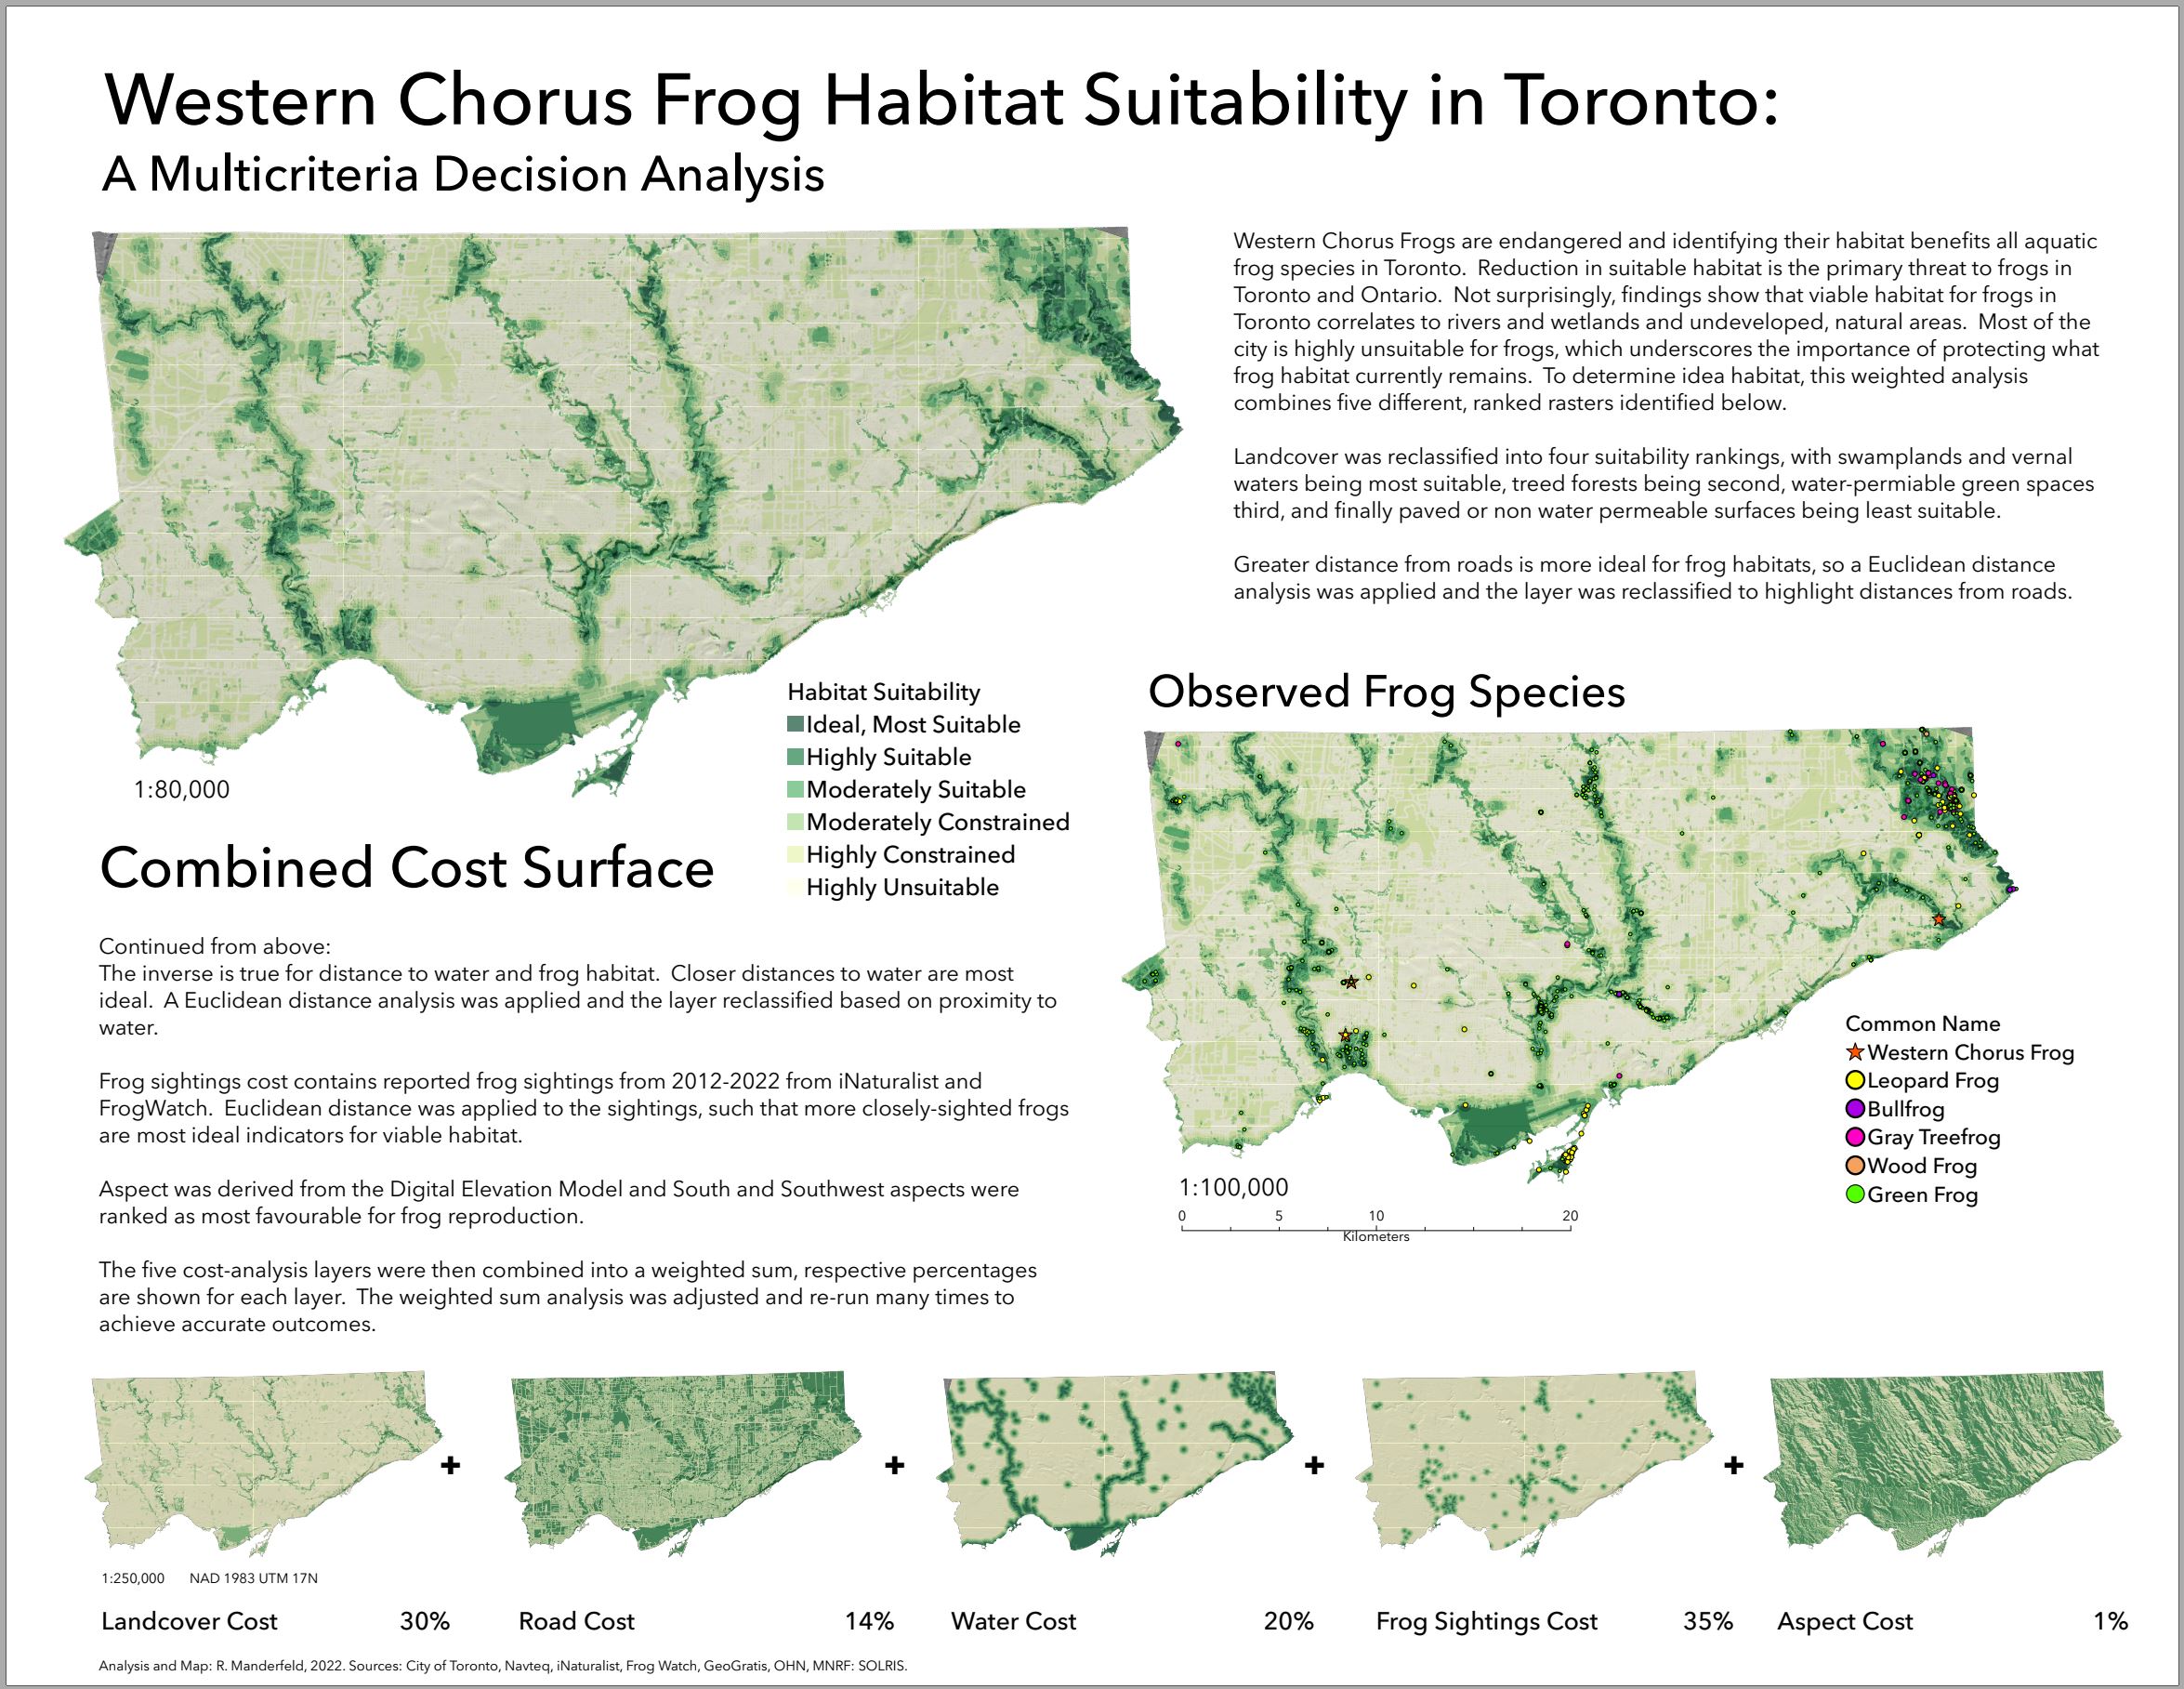 Western Chorus Frog Habitat Suitability in Toronto:
A Multicriteria Decision Analysis
Western Chorus Frogs are endangered and identifying their habitat benefits all aquatic
frog species in Toronto.  Reduction in suitable habitat is the primary threat to frogs in
Toronto and Ontario.  Not surprisingly, findings show that viable habitat for frogs in
Toronto correlates to rivers and wetlands and undeveloped, natural areas.  Most of the
city is highly unsuitable for frogs, which underscores the importance of protecting what
frog habitat currently remains.  To determine idea habitat, this weighted analysis
combines five different, ranked rasters identified below.
Landcover was reclassified into four suitability rankings, with swamplands and vernal
waters being most suitable, treed forests being second, water-permiable green spaces
third, and finally paved or non water permeable surfaces being least suitable.
Greater distance from roads is more ideal for frog habitats, so a Euclidean distance
analysis was applied and the layer was reclassified to highlight distances from roads.
Habitat Suitability
Ideal, Most Suitable
Highly Suitable
Moderately Suitable
Moderately Constrained
Highly Constrained
Highly Unsuitable
1:80,000
Combined Cost Surface
Continued from above:
The inverse is true for distance to water and frog habitat.  Closer distances to water are most
ideal.  A Euclidean distance analysis was applied and the layer reclassified based on proximity to
water.
Frog sightings cost contains reported frog sightings from 2012-2022 from iNaturalist and
FrogWatch.  Euclidean distance was applied to the sightings, such that more closely-sighted frogs
are most ideal indicators for viable habitat.
Aspect was derived from the Digital Elevation Model and South and Southwest aspects were
ranked as most favourable for frog reproduction.
The five cost-analysis layers were then combined into a weighted sum, respective percentages
are shown for each layer.  The weighted sum analysis was adjusted and re-run many times to
achieve accurate outcomes.
Observed Frog Species
Common Name
Western Chorus Frog
Leopard Frog
Bullfrog
Gray Treefrog
Wood Frog
Green Frog
1:100,000
0 5 10 20
Kilometers
+ + + +
1:250,000 NAD 1983 UTM 17N
Landcover Cost 30% Road Cost 14% Water Cost 20% Frog Sightings Cost 35% Aspect Cost 1%
Analysis and Map: R. Manderfeld, 2022. Sources: City of Toronto, Navteq, iNaturalist, Frog Watch, GeoGratis, OHN, MNRF: SOLRIS.